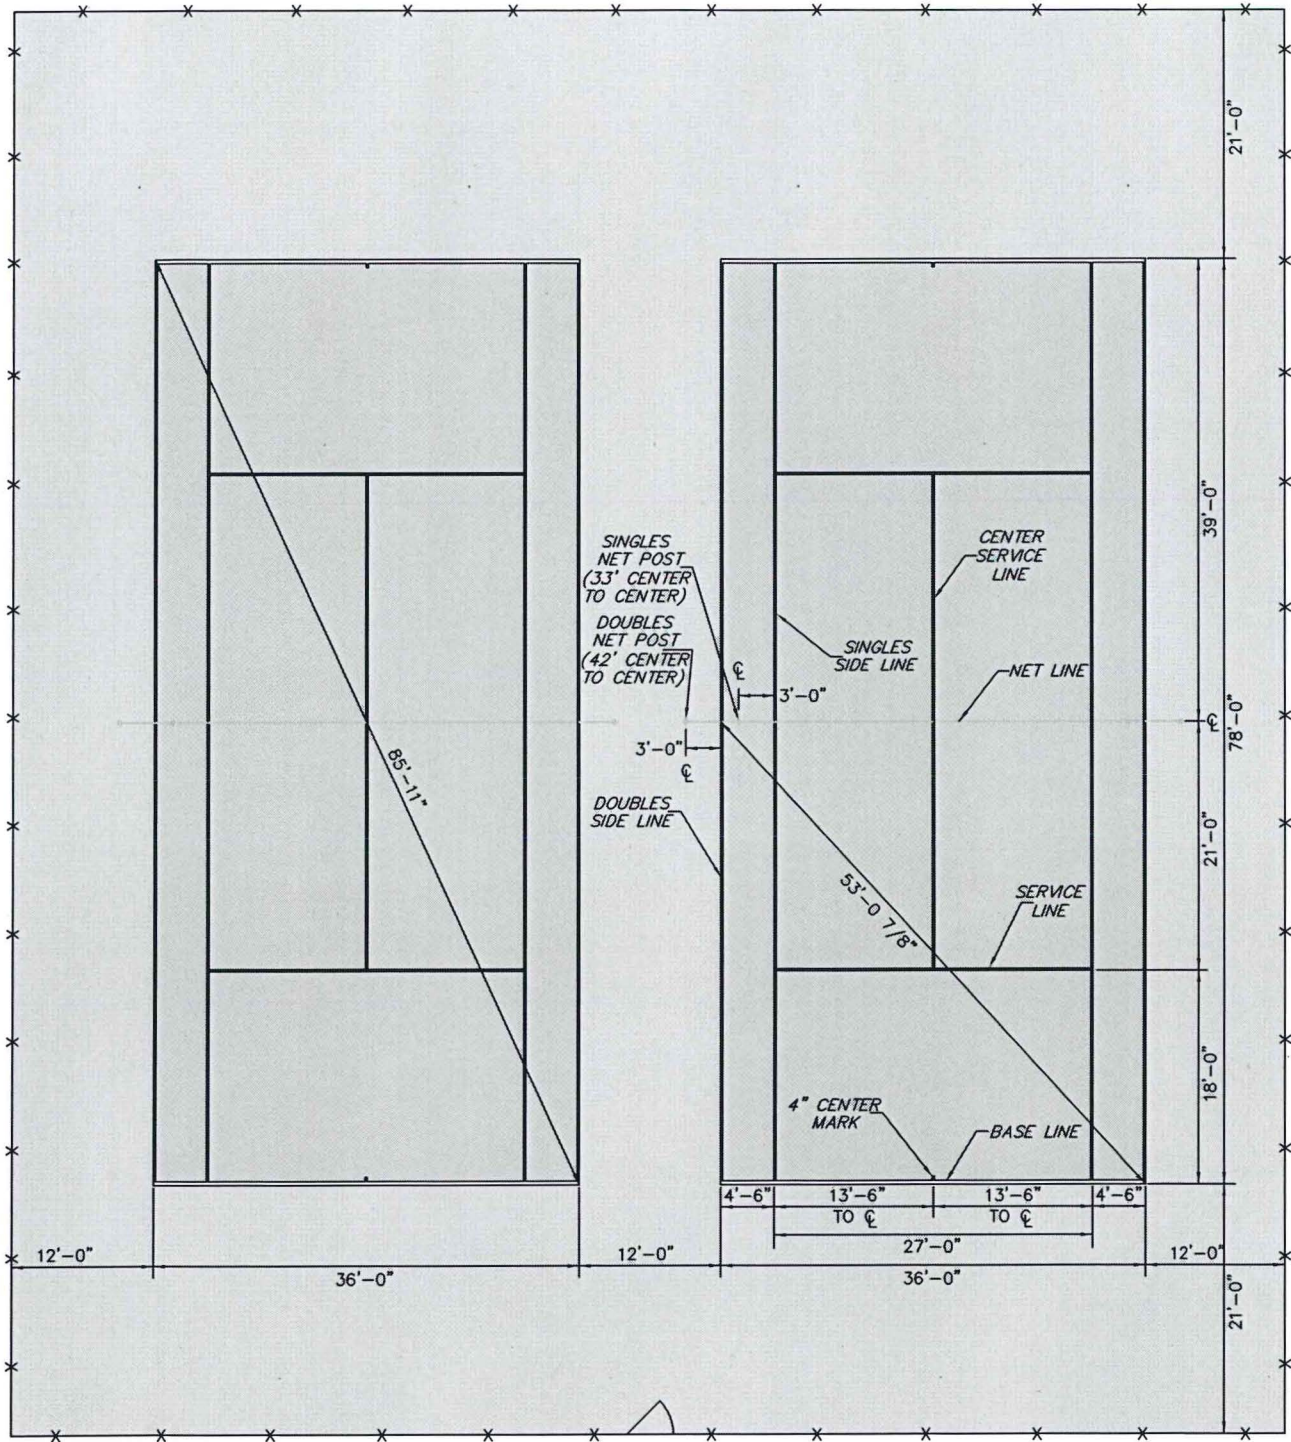 21'-0"
39'-0"
SINGLES
NET POST
(33' CENTER
TO CENTER)
DOUBLES
NET POST
(42' CENTER
TO CENTER)
CENTER
SERVICE
LINE
SINGLES
SIDE LINE
NET LINE
℄
3'-0"
℄
78'-0"
3'-0"
℄
85'-11"
DOUBLES
SIDE LINE
21'-0"
53'-0 7/8"
SERVICE
LINE
18'-0"
4" CENTER
MARK
BASE LINE
4'-6"
13'-6"
TO ℄
13'-6"
TO ℄
4'-6"
27'-0"
12'-0"
36'-0"
12'-0"
36'-0"
12'-0"
21'-0"